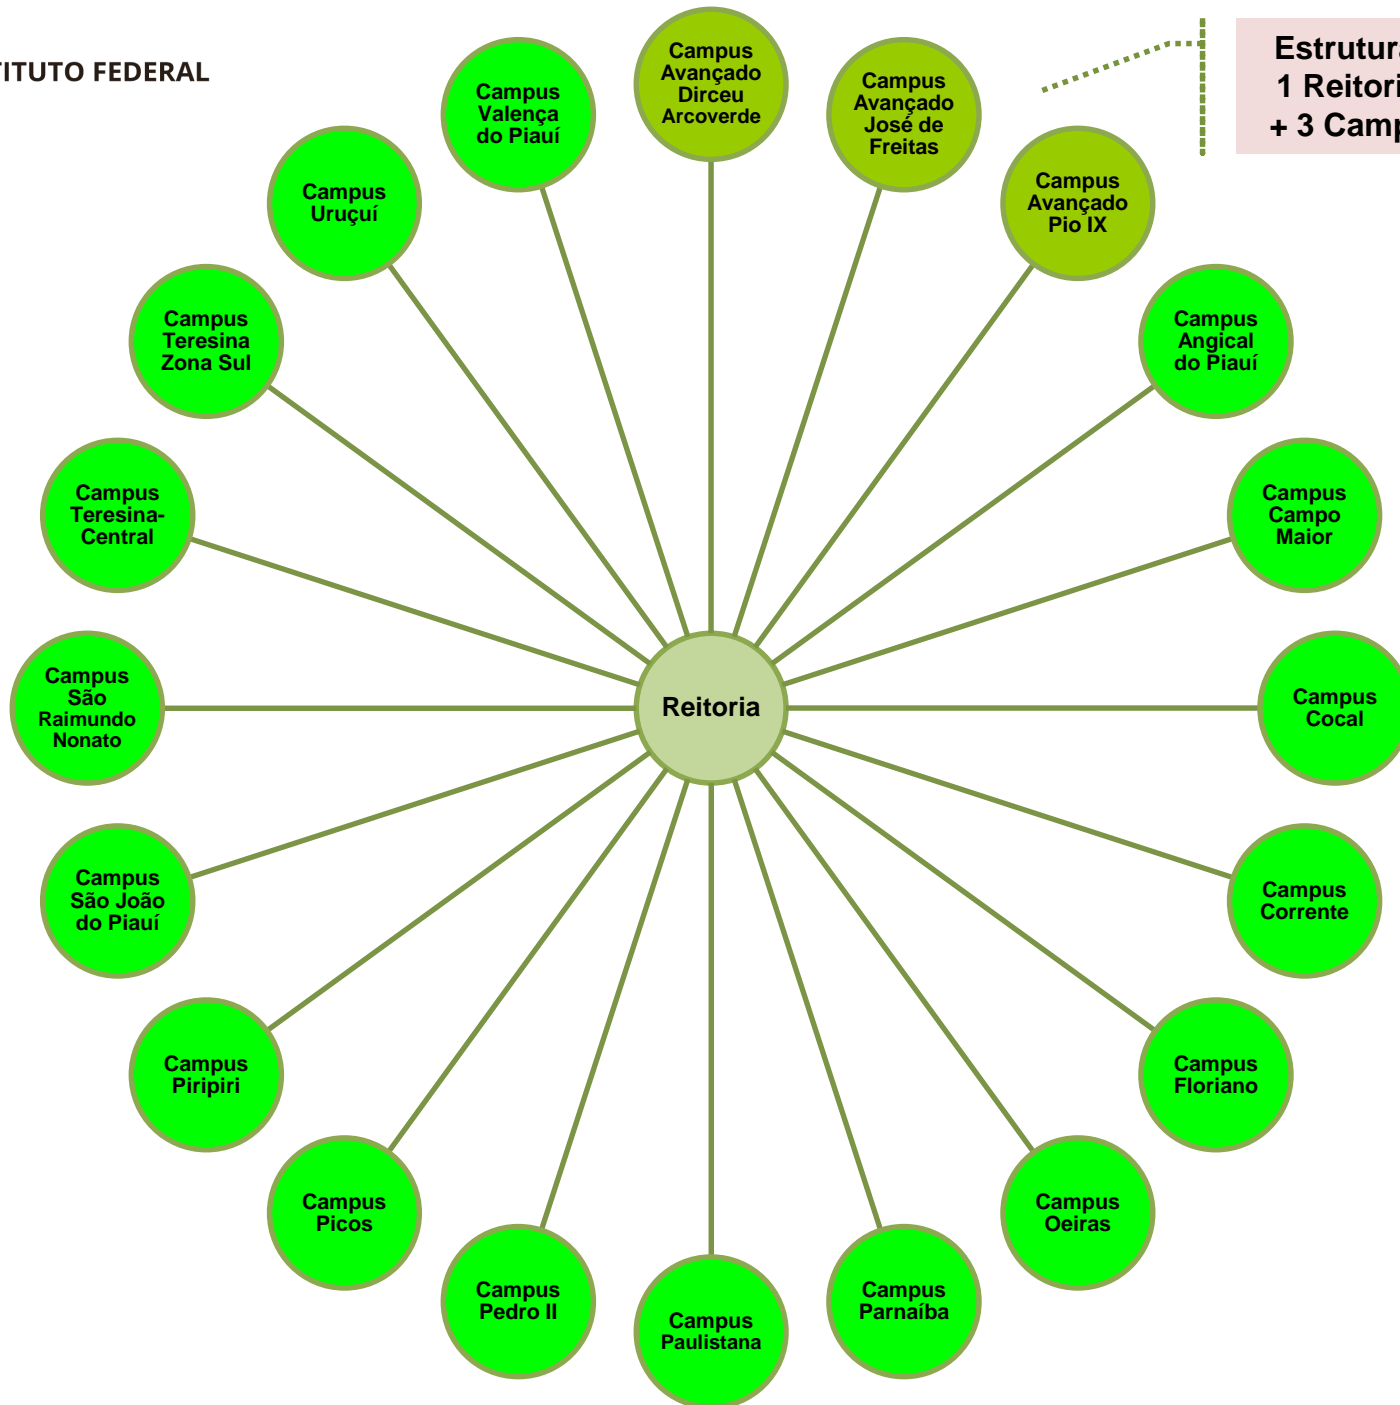 TITUTO FEDERAL
Estrutura
1 Reitori
+ 3 Camp
Campus
Avançado
Dirceu
Arcoverde
Campus
Avançado
José de
Freitas
Campus
Avançado
Pio IX
Campus
Angical
do Piauí
Campus
Campo
Maior
Campus
Cocal
Campus
Corrente
Campus
Floriano
Campus
Oeiras
Campus
Parnaíba
Campus
Paulistana
Campus
Pedro II
Campus
Picos
Campus
Piripiri
Campus
São João
do Piauí
Campus
São
Raimundo
Nonato
Campus
Teresina-
Central
Campus
Teresina
Zona Sul
Campus
Uruçuí
Campus
Valença
do Piauí
Reitoria